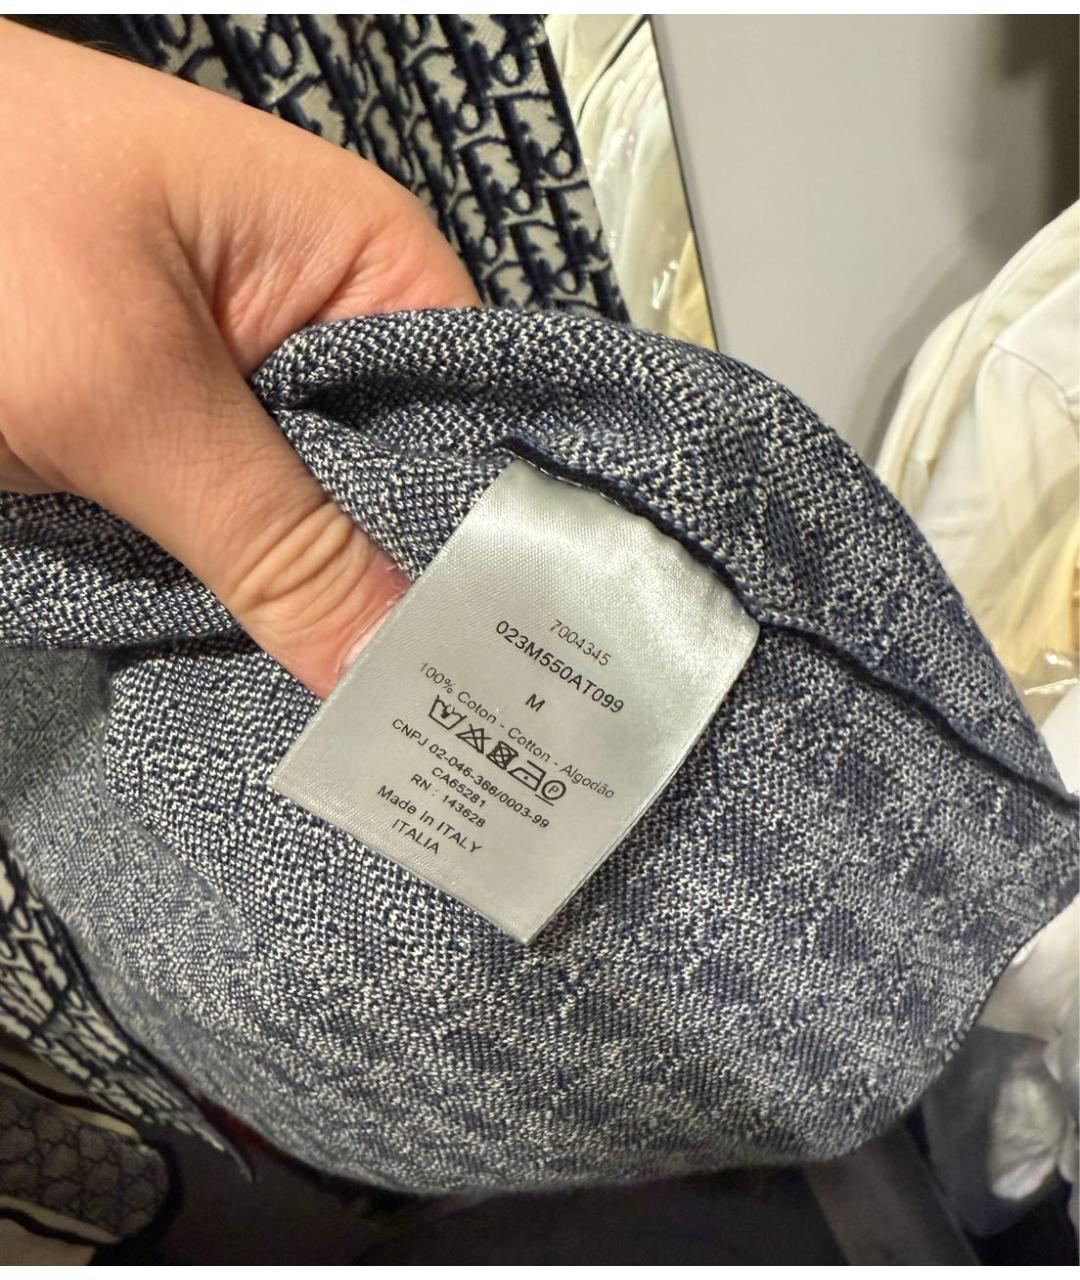 7004345
023M550AT099
M
100% Coton - Cotton - Algodão
P
CNPJ 02-046-366/0003-99
CA65281
RN : 143628
Made In ITALY
ITALIA